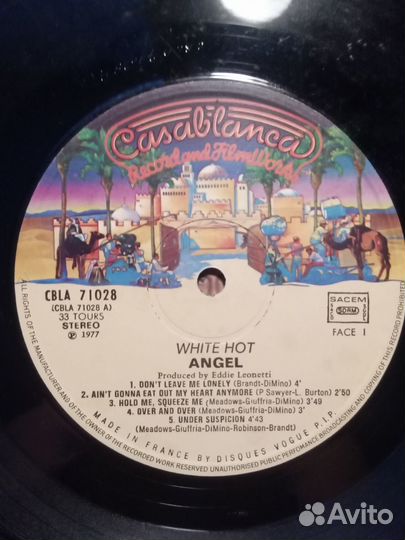 Casablanca
Record and FilmWorks
CBLA 71028
(CBLA 71028 A)
33 TOURS
STEREO
℗ 1977
SACEM
SDRM
FACE 1
WHITE HOT
ANGEL
Produced by Eddie Leonetti
1. DON'T LEAVE ME LONELY (Brandt-DiMino) 4'
2. AIN'T GONNA EAT OUT MY HEART ANYMORE (P Sawyer-L. Burton) 2'50
3. HOLD ME, SQUEEZE ME (Meadows-Giuffria-DiMino) 3'49
4. OVER AND OVER (Meadows-Giuffria-DiMino)
5. UNDER SUSPICION 4'43
(Meadows-Giuffria-DiMino-Robinson-Brandt)
MADE IN FRANCE BY DISQUES VOGUE P.I.P.
ALL RIGHTS OF THE MANUFACTURER AND OF THE OWNER OF THE RECORDED WORK RESERVED UNAUTHORISED PUBLIC PERFORMANCE BROADCASTING AND COPYING OF THIS RECORD PROHIBITED
Avito